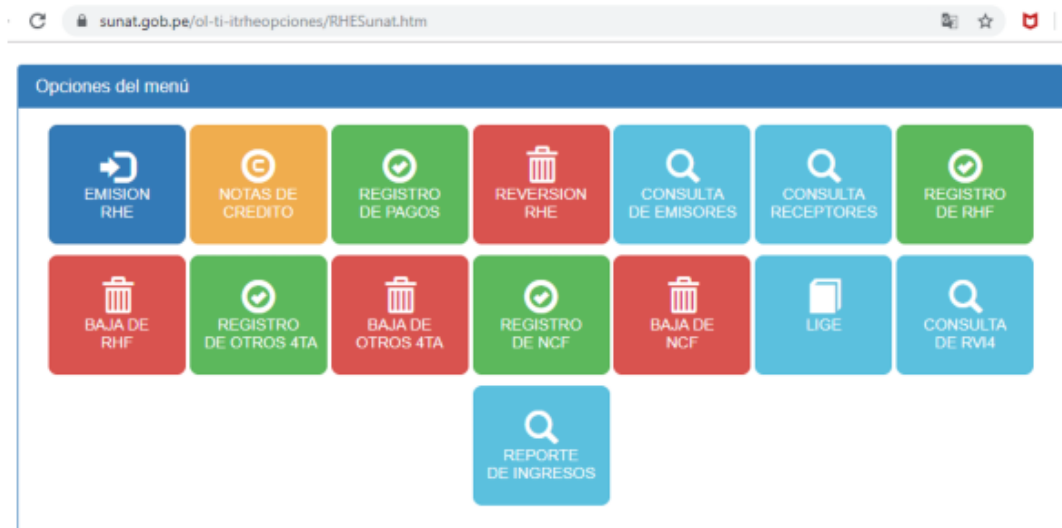 sunat.gob.pe/ol-ti-itrheopciones/RHESunat.htm
Opciones del menú
EMISION
RHE
NOTAS DE
CREDITO
REGISTRO
DE PAGOS
REVERSION
RHE
CONSULTA
DE EMISORES
CONSULTA
RECEPTORES
REGISTRO
DE RHF
BAJA DE
RHF
REGISTRO
DE OTROS 4TA
BAJA DE
OTROS 4TA
REGISTRO
DE NCF
BAJA DE
NCF
LIGE
CONSULTA
DE RVI4
REPORTE
DE INGRESOS